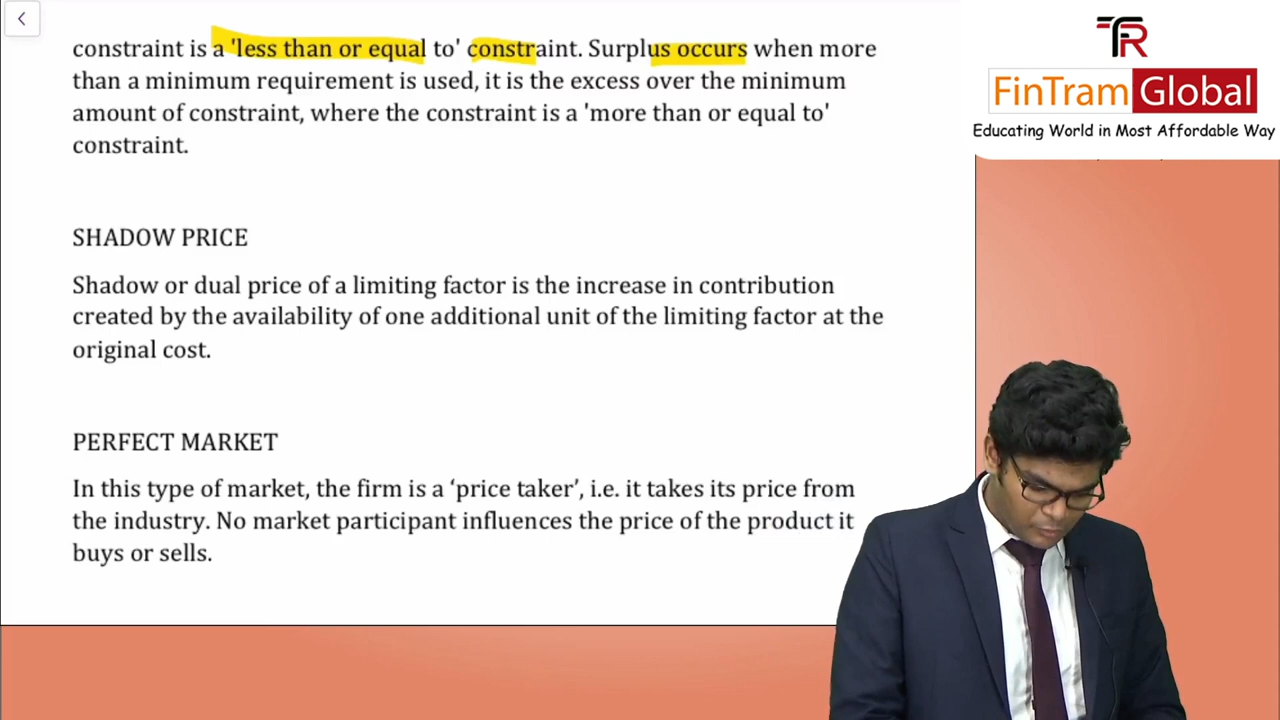 constraint is a 'less than or equal to' constraint. Surplus occurs when more
than a minimum requirement is used, it is the excess over the minimum
amount of constraint, where the constraint is a 'more than or equal to'
constraint.
SHADOW PRICE
Shadow or dual price of a limiting factor is the increase in contribution
created by the availability of one additional unit of the limiting factor at the
original cost.
PERFECT MARKET
In this type of market, the firm is a ‘price taker’, i.e. it takes its price from
the industry. No market participant influences the price of the product it
buys or sells.
FinTram Global
Educating World in Most Affordable Way